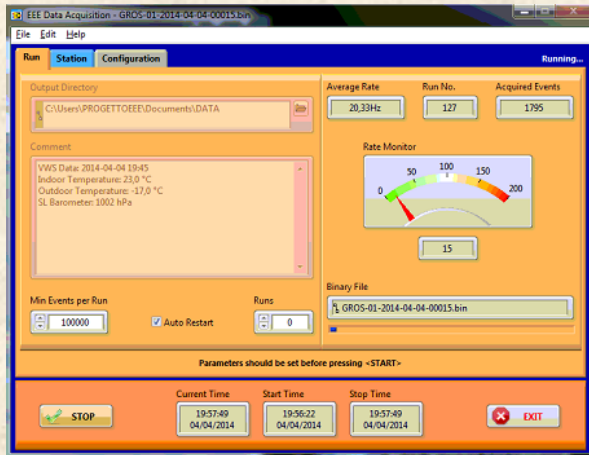 EEE Data Acquisition - GROS-01-2014-04-04-00015.bin
File Edit Help
Run Station Configuration Running...
Output Directory
C:\Users\PROGETTOEEE\Documents\DATA
Comment
VWS Data: 2014-04-04 19:45
Indoor Temperature: 23,0 °C
Outdoor Temperature: -17,0 °C
SL Barometer: 1002 hPa
Min Events per Run
100000
Auto Restart
Runs
0
Average Rate Run No. Acquired Events
20,33Hz 127 1795
Rate Monitor
0 50 100 150 200
15
Binary File
GROS-01-2014-04-04-00015.bin
Parameters should be set before pressing <START>
STOP
Current Time Start Time Stop Time
19:57:49 19:56:22 19:57:49
04/04/2014 04/04/2014 04/04/2014
EXIT